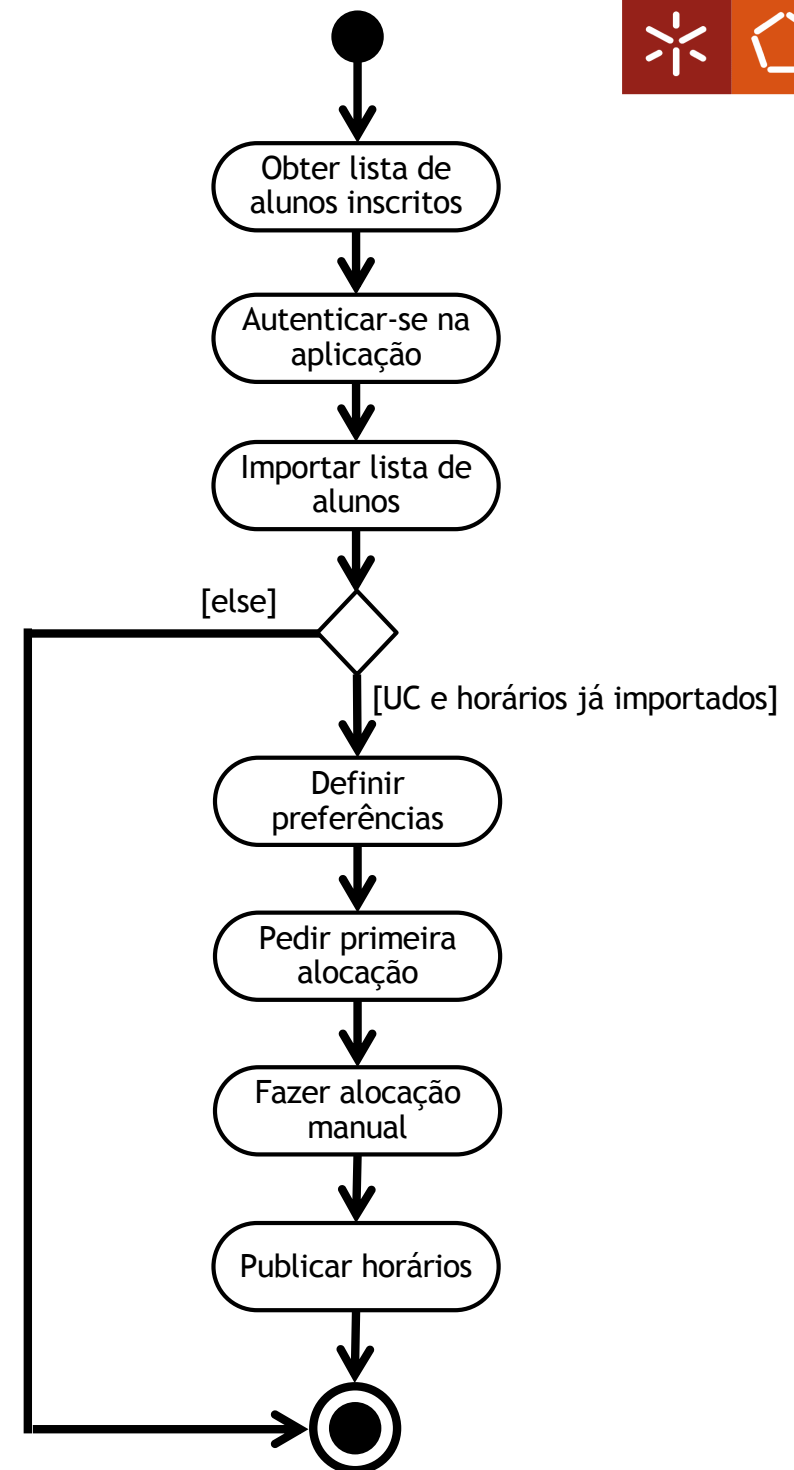 Obter lista de
alunos inscritos
Autenticar-se na
aplicação
Importar lista de
alunos
[else]
[UC e horários já importados]
Definir
preferências
Pedir primeira
alocação
Fazer alocação
manual
Publicar horários